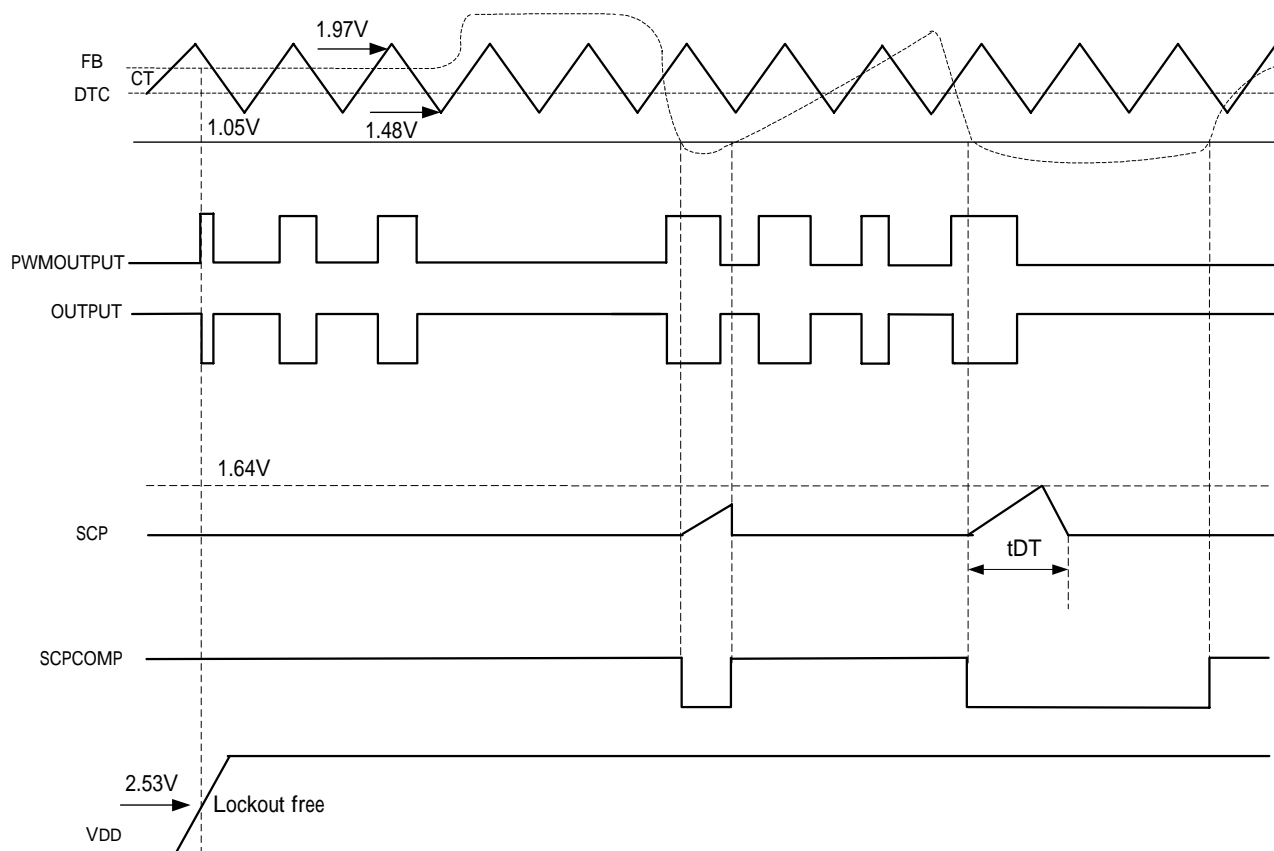 1.97V
FB
CT
DTC
1.05V
1.48V
PWMOUTPUT
OUTPUT
1.64V
SCP
tDT
SCPCOMP
2.53V
Lockout free
VDD